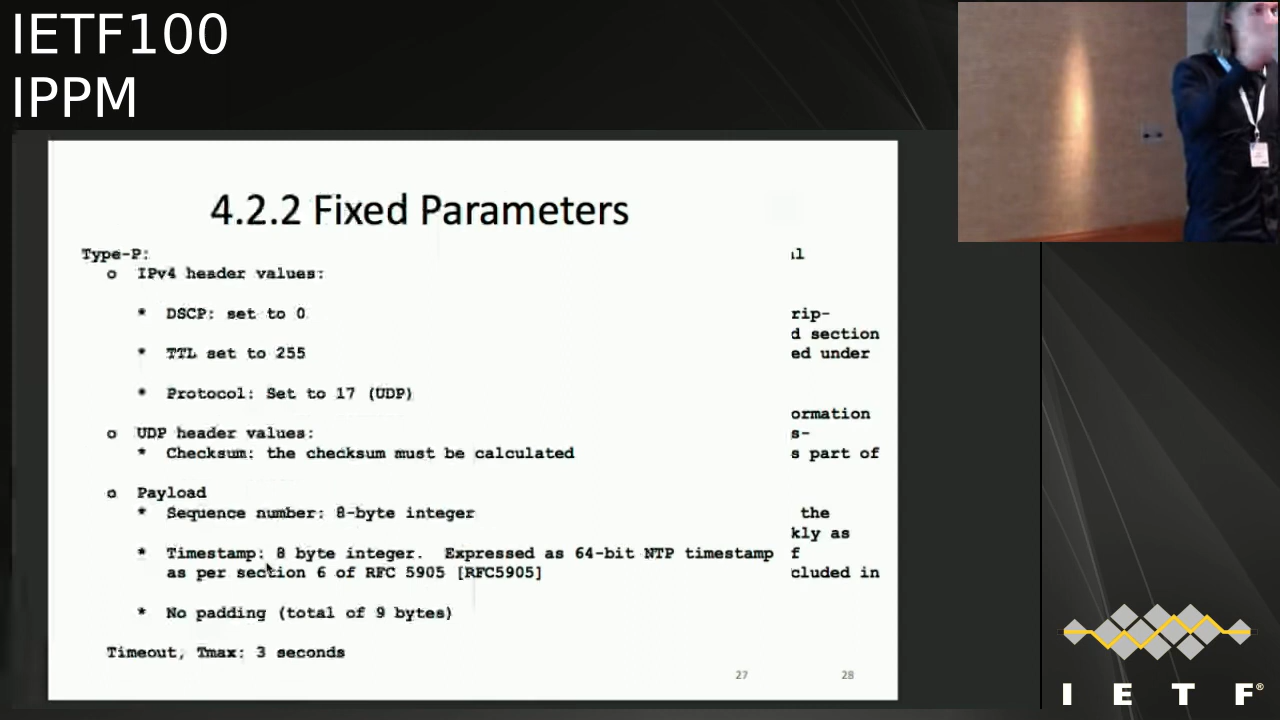 IETF100
IPPM
4.2.2 Fixed Parameters
Type-P:
o IPv4 header values:
* DSCP: set to 0
* TTL set to 255
* Protocol: Set to 17 (UDP)
o UDP header values:
* Checksum: the checksum must be calculated
o Payload
* Sequence number: 8-byte integer
* Timestamp: 8 byte integer. Expressed as 64-bit NTP timestamp
as per section 6 of RFC 5905 [RFC5905]
* No padding (total of 9 bytes)
Timeout, Tmax: 3 seconds
rip-
d section
ed under
ormation
s-
s part of
the
kly as
f
cluded in
27 28
I E T F®